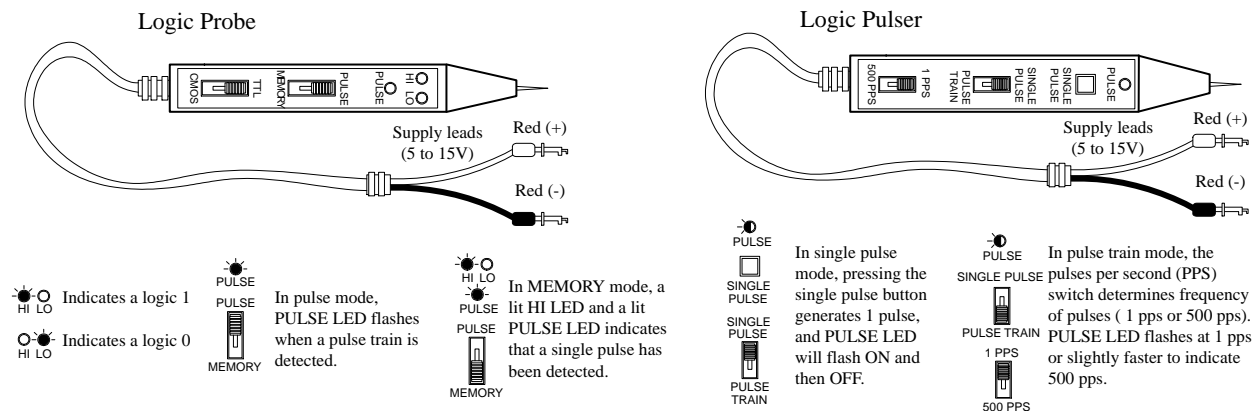 Logic Probe
CMOS
TTL
MEMORY
PULSE
PULSE
HI
LO
Supply leads
(5 to 15V)
Red (+)
Red (-)
HI LO
Indicates a logic 1
HI LO
Indicates a logic 0
PULSE
PULSE
MEMORY
In pulse mode,
PULSE LED flashes
when a pulse train is
detected.
HI LO
PULSE
PULSE
MEMORY
In MEMORY mode, a
lit HI LED and a lit
PULSE LED indicates
that a single pulse has
been detected.
Logic Pulser
500 PPS
1 PPS
PULSE
TRAIN
SINGLE
PULSE
SINGLE
PULSE
PULSE
Supply leads
(5 to 15V)
Red (+)
Red (-)
PULSE
SINGLE
PULSE
SINGLE
PULSE
PULSE
TRAIN
In single pulse
mode, pressing the
single pulse button
generates 1 pulse,
and PULSE LED
will flash ON and
then OFF.
PULSE
SINGLE PULSE
PULSE TRAIN
1 PPS
500 PPS
In pulse train mode, the
pulses per second (PPS)
switch determines frequency
of pulses ( 1 pps or 500 pps).
PULSE LED flashes at 1 pps
or slightly faster to indicate
500 pps.